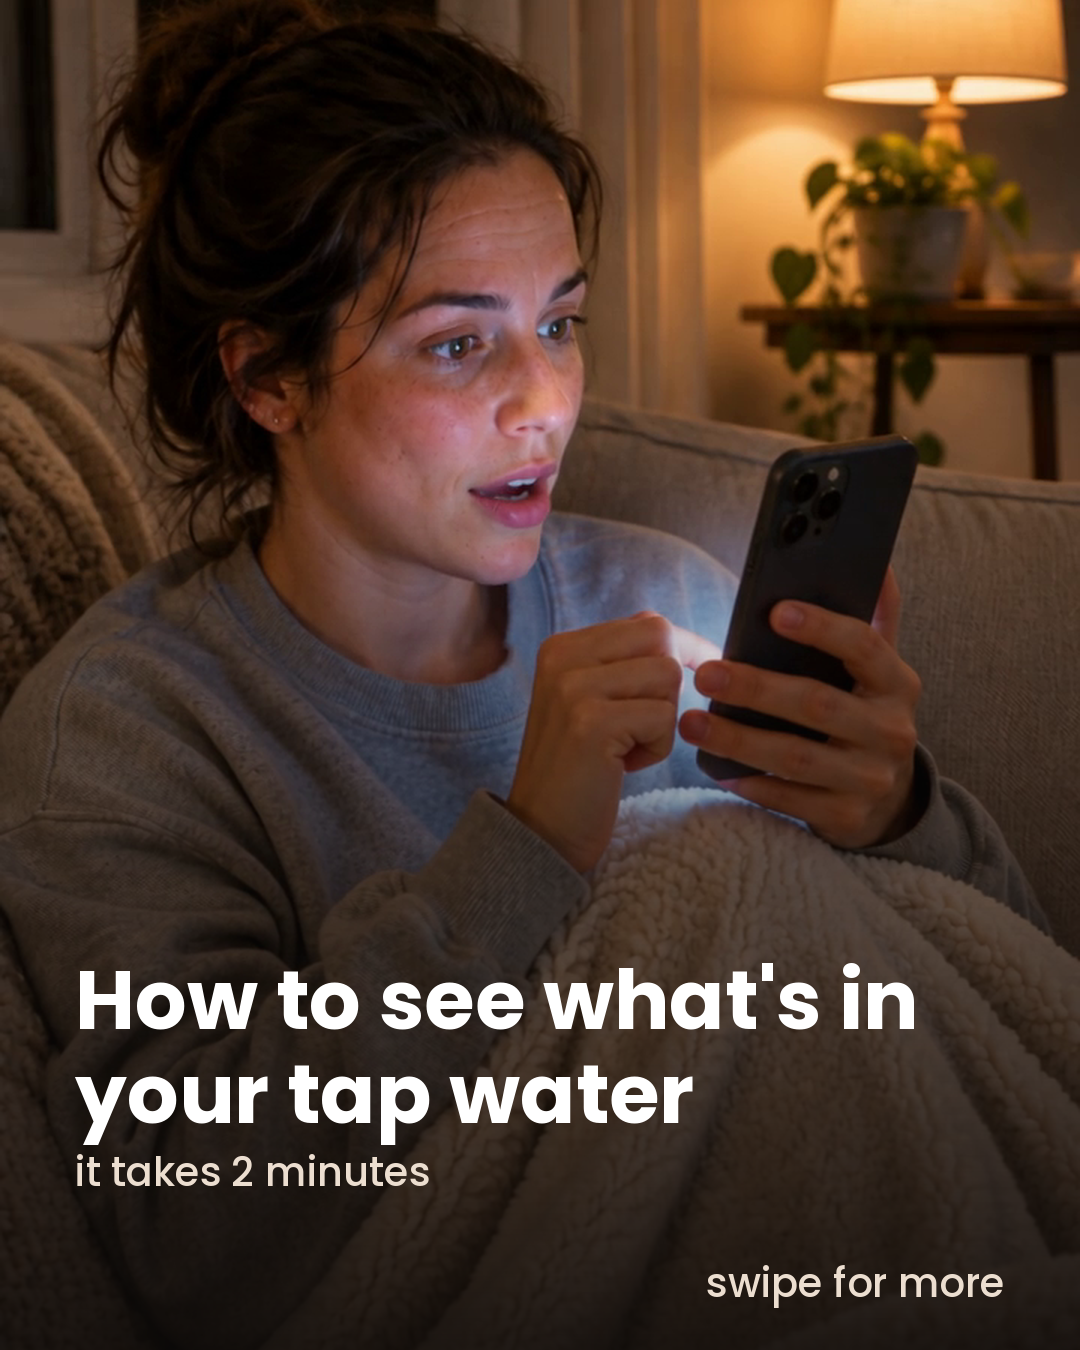 How to see what's in
your tap water
it takes 2 minutes
swipe for more